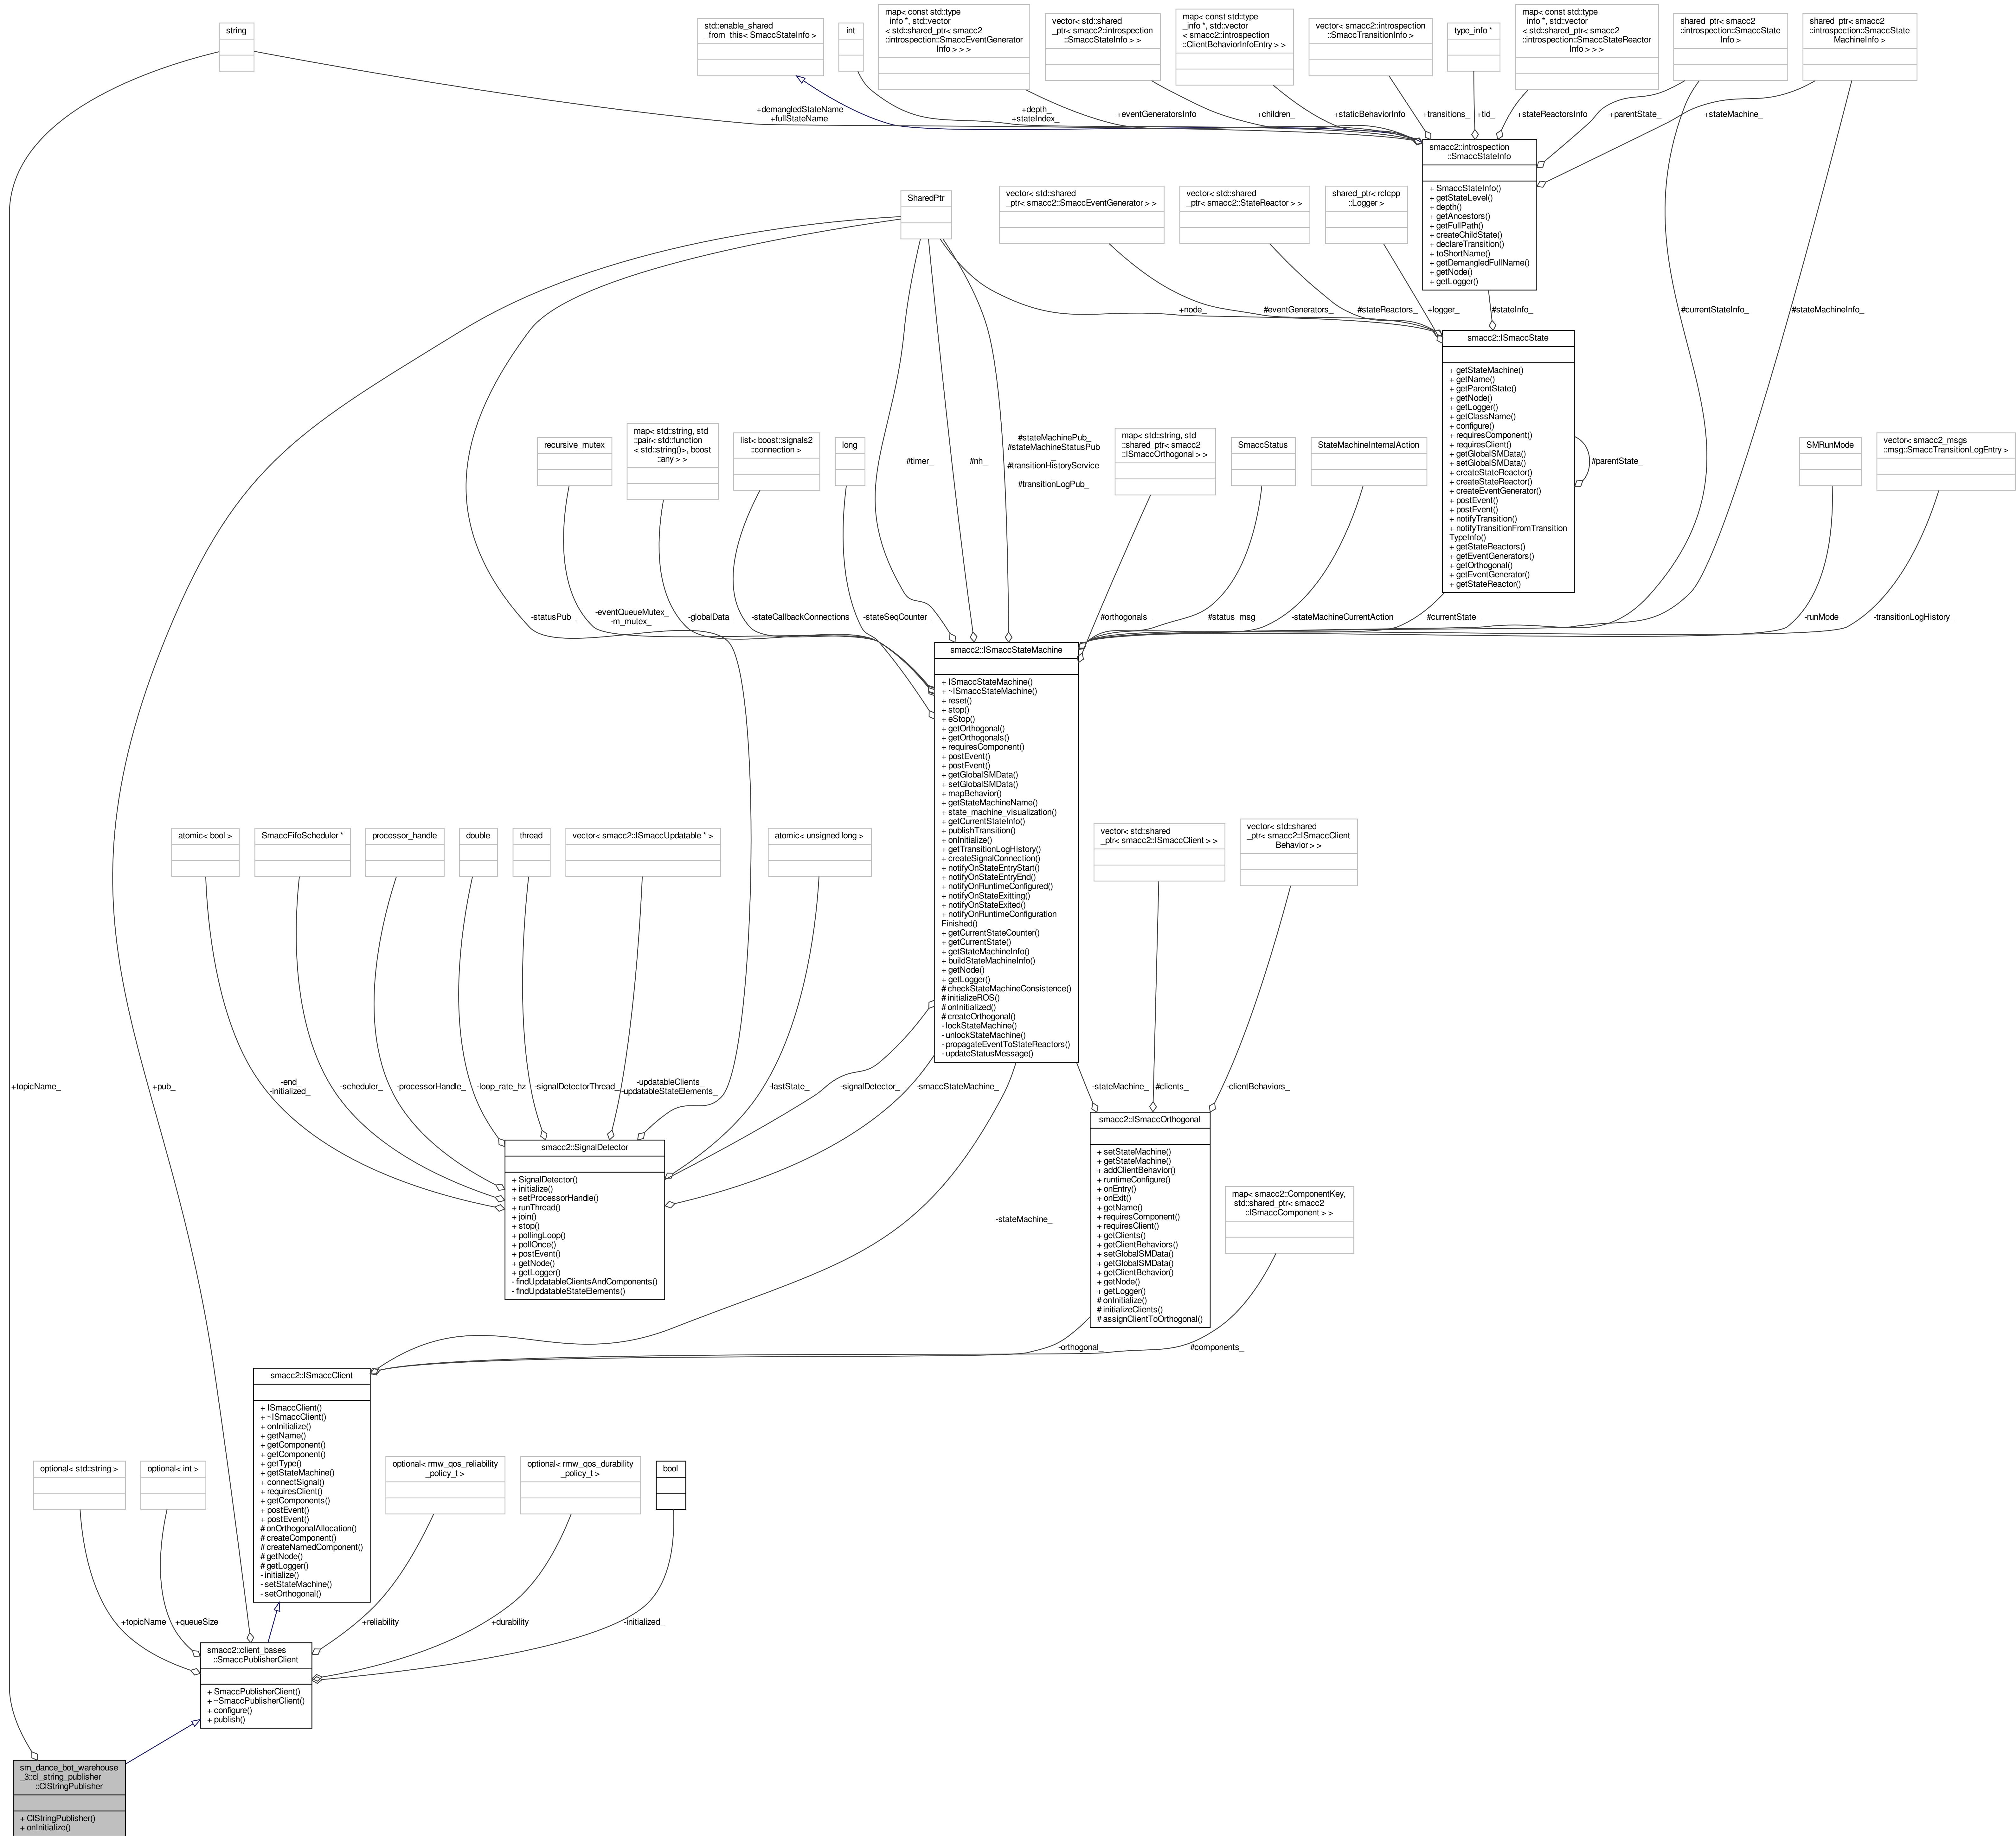 string
std::enable_shared
_from_this< SmaccStateInfo >
int
map< const std::type
_info *, std::vector
< std::shared_ptr< smacc2
::introspection::SmaccEventGenerator
Info > > >
vector< std::shared
_ptr< smacc2::introspection
::SmaccStateInfo > >
map< const std::type
_info *, std::vector
< smacc2::introspection
::ClientBehaviorInfoEntry > >
vector< smacc2::introspection
::SmaccTransitionInfo >
type_info *
map< const std::type
_info *, std::vector
< std::shared_ptr< smacc2
::introspection::SmaccStateReactor
Info > > >
shared_ptr< smacc2
::introspection::SmaccState
Info >
shared_ptr< smacc2
::introspection::SmaccState
MachineInfo >
+demangledStateName
+fullStateName
+depth_
+stateIndex_
+eventGeneratorsInfo
+children_
+staticBehaviorInfo
+transitions_
+tid_
+stateReactorsInfo
+parentState_
+stateMachine_
smacc2::introspection
::SmaccStateInfo
+ SmaccStateInfo()
+ getStateLevel()
+ depth()
+ getAncestors()
+ getFullPath()
+ createChildState()
+ declareTransition()
+ toShortName()
+ getDemangledFullName()
+ getNode()
+ getLogger()
SharedPtr
vector< std::shared
_ptr< smacc2::SmaccEventGenerator > >
vector< std::shared
_ptr< smacc2::StateReactor > >
shared_ptr< rclcpp
::Logger >
+node_
#eventGenerators_
#stateReactors_
+logger_
#stateInfo_
#currentStateInfo_
#stateMachineInfo_
smacc2::ISmaccState
+ getStateMachine()
+ getName()
+ getParentState()
+ getNode()
+ getLogger()
+ getClassName()
+ configure()
+ requiresComponent()
+ requiresClient()
+ getGlobalSMData()
+ setGlobalSMData()
+ createStateReactor()
+ createStateReactor()
+ createEventGenerator()
+ postEvent()
+ postEvent()
+ notifyTransition()
+ notifyTransitionFromTransition
TypeInfo()
+ getStateReactors()
+ getEventGenerators()
+ getOrthogonal()
+ getEventGenerator()
+ getStateReactor()
#parentState_
recursive_mutex
map< std::string, std
::pair< std::function
< std::string()>, boost
::any > >
list< boost::signals2
::connection >
long
#timer_
#nh_
#stateMachinePub_
#stateMachineStatusPub
_
#transitionHistoryService
_
#transitionLogPub_
map< std::string, std
::shared_ptr< smacc2
::ISmaccOrthogonal > >
SmaccStatus
StateMachineInternalAction
SMRunMode
vector< smacc2_msgs
::msg::SmaccTransitionLogEntry >
-statusPub_
-eventQueueMutex_
-m_mutex_
-globalData_
-stateCallbackConnections
-stateSeqCounter_
#orthogonals_
#status_msg_
-stateMachineCurrentAction
#currentState_
-runMode_
-transitionLogHistory_
smacc2::ISmaccStateMachine
+ ISmaccStateMachine()
+ ~ISmaccStateMachine()
+ reset()
+ stop()
+ eStop()
+ getOrthogonal()
+ getOrthogonals()
+ requiresComponent()
+ postEvent()
+ postEvent()
+ getGlobalSMData()
+ setGlobalSMData()
+ mapBehavior()
+ getStateMachineName()
+ state_machine_visualization()
+ getCurrentStateInfo()
+ publishTransition()
+ onInitialize()
+ getTransitionLogHistory()
+ createSignalConnection()
+ notifyOnStateEntryStart()
+ notifyOnStateEntryEnd()
+ notifyOnRuntimeConfigured()
+ notifyOnStateExitting()
+ notifyOnStateExited()
+ notifyOnRuntimeConfiguration
Finished()
+ getCurrentStateCounter()
+ getCurrentState()
+ getStateMachineInfo()
+ buildStateMachineInfo()
+ getNode()
+ getLogger()
# checkStateMachineConsistence()
# initializeROS()
# onInitialized()
# createOrthogonal()
- lockStateMachine()
- unlockStateMachine()
- propagateEventToStateReactors()
- updateStatusMessage()
atomic< bool >
SmaccFifoScheduler *
processor_handle
double
thread
vector< smacc2::ISmaccUpdatable * >
atomic< unsigned long >
vector< std::shared
_ptr< smacc2::ISmaccClient > >
vector< std::shared
_ptr< smacc2::ISmaccClient
Behavior > >
+topicName_
+pub_
-end_
-initialized_
-scheduler_
-processorHandle_
-loop_rate_hz
-signalDetectorThread_
-updatableClients_
-updatableStateElements_
-lastState_
-signalDetector_
-smaccStateMachine_
-stateMachine_
#clients_
-clientBehaviors_
smacc2::SignalDetector
+ SignalDetector()
+ initialize()
+ setProcessorHandle()
+ runThread()
+ join()
+ stop()
+ pollingLoop()
+ pollOnce()
+ postEvent()
+ getNode()
+ getLogger()
- findUpdatableClientsAndComponents()
- findUpdatableStateElements()
smacc2::ISmaccOrthogonal
+ setStateMachine()
+ getStateMachine()
+ addClientBehavior()
+ runtimeConfigure()
+ onEntry()
+ onExit()
+ getName()
+ requiresComponent()
+ requiresClient()
+ getClients()
+ getClientBehaviors()
+ setGlobalSMData()
+ getGlobalSMData()
+ getClientBehavior()
+ getNode()
+ getLogger()
# onInitialize()
# initializeClients()
# assignClientToOrthogonal()
map< smacc2::ComponentKey,
std::shared_ptr< smacc2
::ISmaccComponent > >
-stateMachine_
-orthogonal_
#components_
smacc2::ISmaccClient
+ ISmaccClient()
+ ~ISmaccClient()
+ onInitialize()
+ getName()
+ getComponent()
+ getComponent()
+ getType()
+ getStateMachine()
+ connectSignal()
+ requiresClient()
+ getComponents()
+ postEvent()
+ postEvent()
# onOrthogonalAllocation()
# createComponent()
# createNamedComponent()
# getNode()
# getLogger()
- initialize()
- setStateMachine()
- setOrthogonal()
optional< std::string >
optional< int >
optional< rmw_qos_reliability
_policy_t >
optional< rmw_qos_durability
_policy_t >
bool
+topicName
+queueSize
+reliability
+durability
-initialized_
smacc2::client_bases
::SmaccPublisherClient
+ SmaccPublisherClient()
+ ~SmaccPublisherClient()
+ configure()
+ publish()
sm_dance_bot_warehouse
_3::cl_string_publisher
::ClStringPublisher
+ ClStringPublisher()
+ onInitialize()